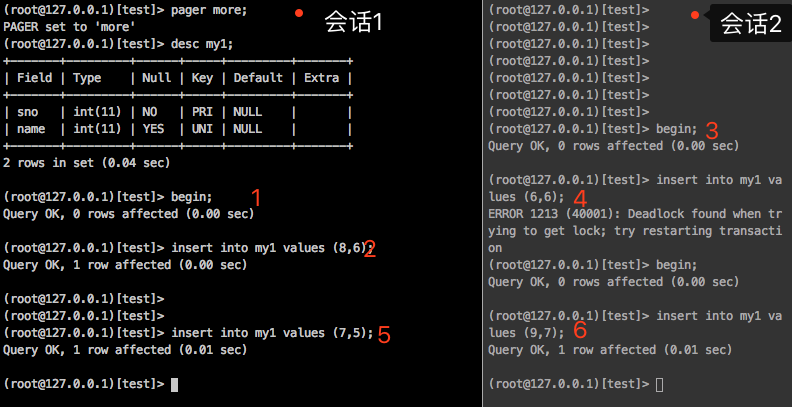 (root@127.0.0.1)[test]> pager more;
PAGER set to 'more'
(root@127.0.0.1)[test]> desc my1;
+-------+---------+------+-----+---------+-------+
| Field | Type    | Null | Key | Default | Extra |
+-------+---------+------+-----+---------+-------+
| sno   | int(11) | NO   | PRI | NULL    |       |
| name  | int(11) | YES  | UNI | NULL    |       |
+-------+---------+------+-----+---------+-------+
2 rows in set (0.04 sec)
(root@127.0.0.1)[test]> begin;
1
Query OK, 0 rows affected (0.00 sec)
(root@127.0.0.1)[test]> insert into my1 values (8,6);
2
Query OK, 1 row affected (0.00 sec)
(root@127.0.0.1)[test]>
(root@127.0.0.1)[test]>
(root@127.0.0.1)[test]> insert into my1 values (7,5);
5
Query OK, 1 row affected (0.01 sec)
(root@127.0.0.1)[test]>
会话1
会话2
(root@127.0.0.1)[test]>
(root@127.0.0.1)[test]>
(root@127.0.0.1)[test]>
(root@127.0.0.1)[test]>
(root@127.0.0.1)[test]>
(root@127.0.0.1)[test]>
(root@127.0.0.1)[test]>
(root@127.0.0.1)[test]> begin;
3
Query OK, 0 rows affected (0.00 sec)
(root@127.0.0.1)[test]> insert into my1 va
lues (6,6);
4
ERROR 1213 (40001): Deadlock found when tr
ying to get lock; try restarting transacti
on
(root@127.0.0.1)[test]> begin;
Query OK, 0 rows affected (0.00 sec)
(root@127.0.0.1)[test]> insert into my1 va
lues (9,7);
6
Query OK, 1 row affected (0.01 sec)
(root@127.0.0.1)[test]>